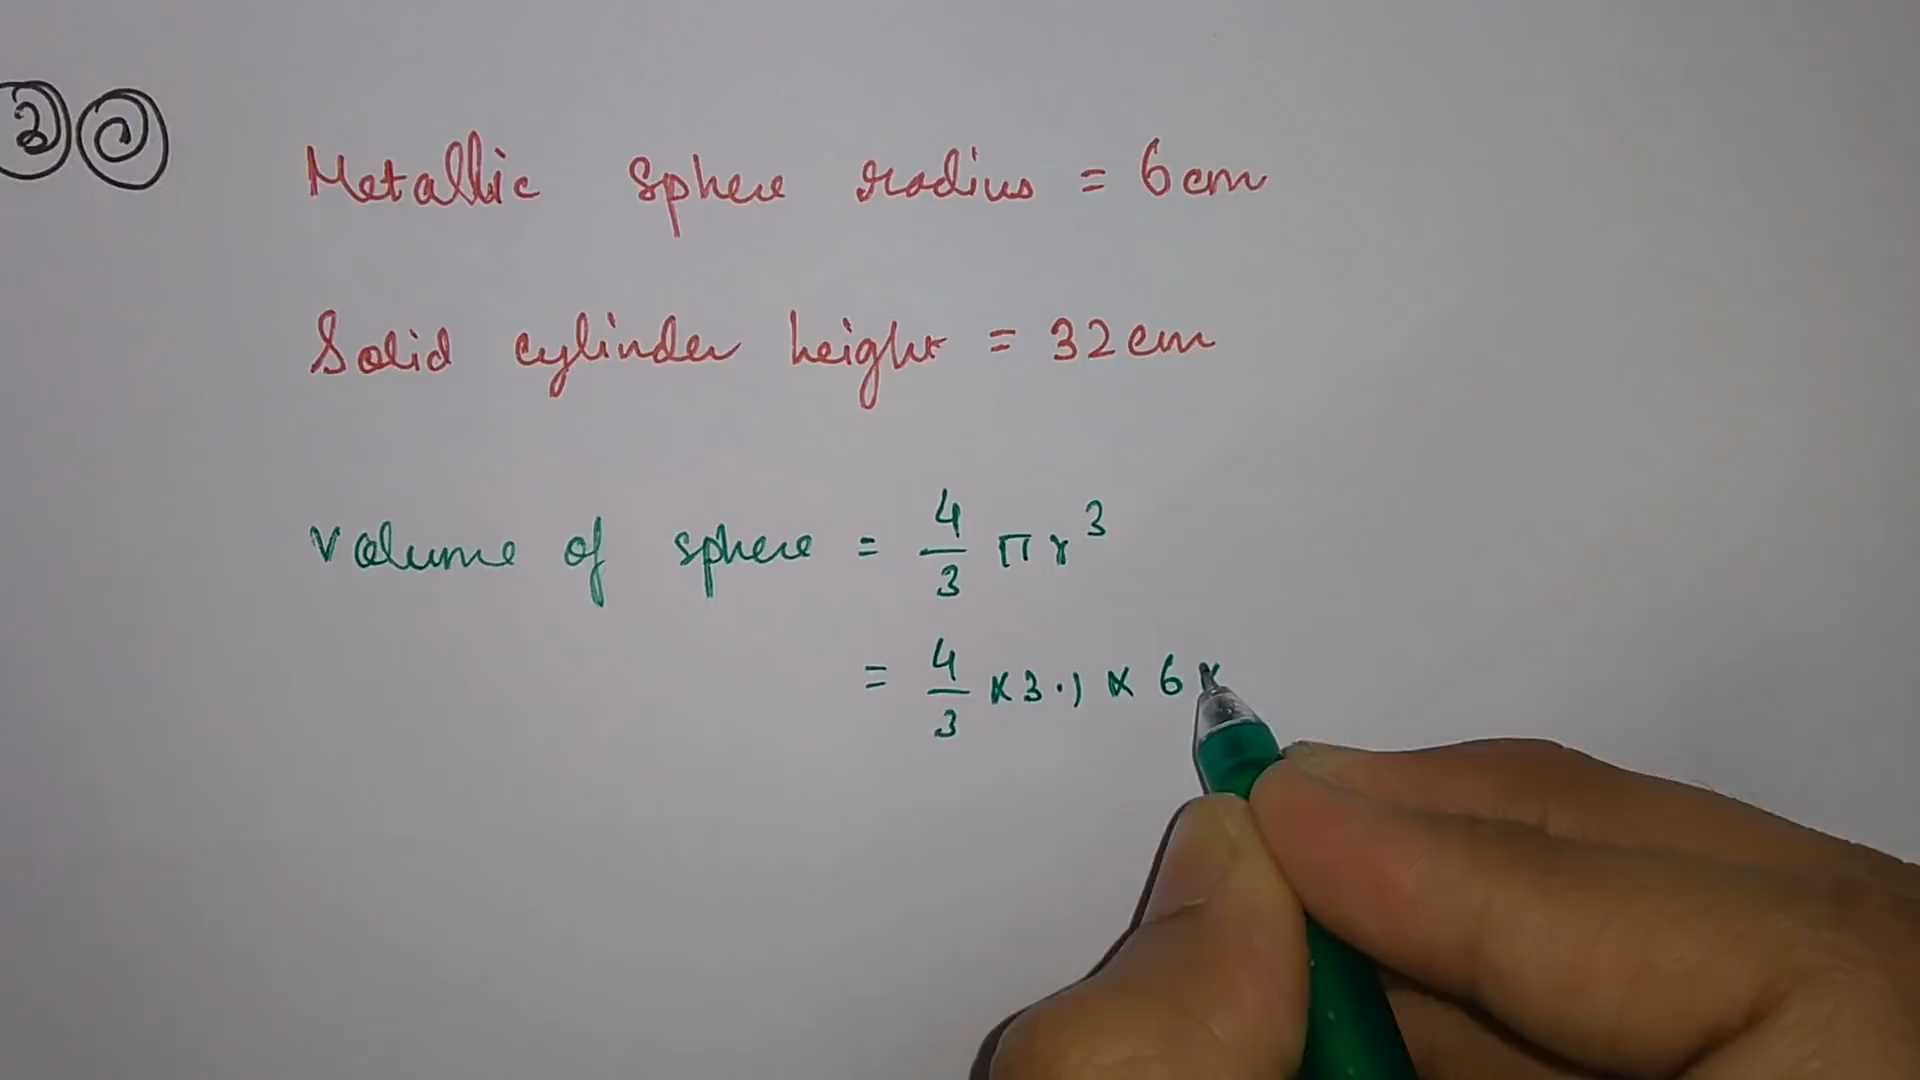 2 a
Metallic sphere radius = 6cm
Solid cylinder height = 32cm
Volume of sphere = 4/3 π r³
= 4/3 × 3.1 × 6 ×